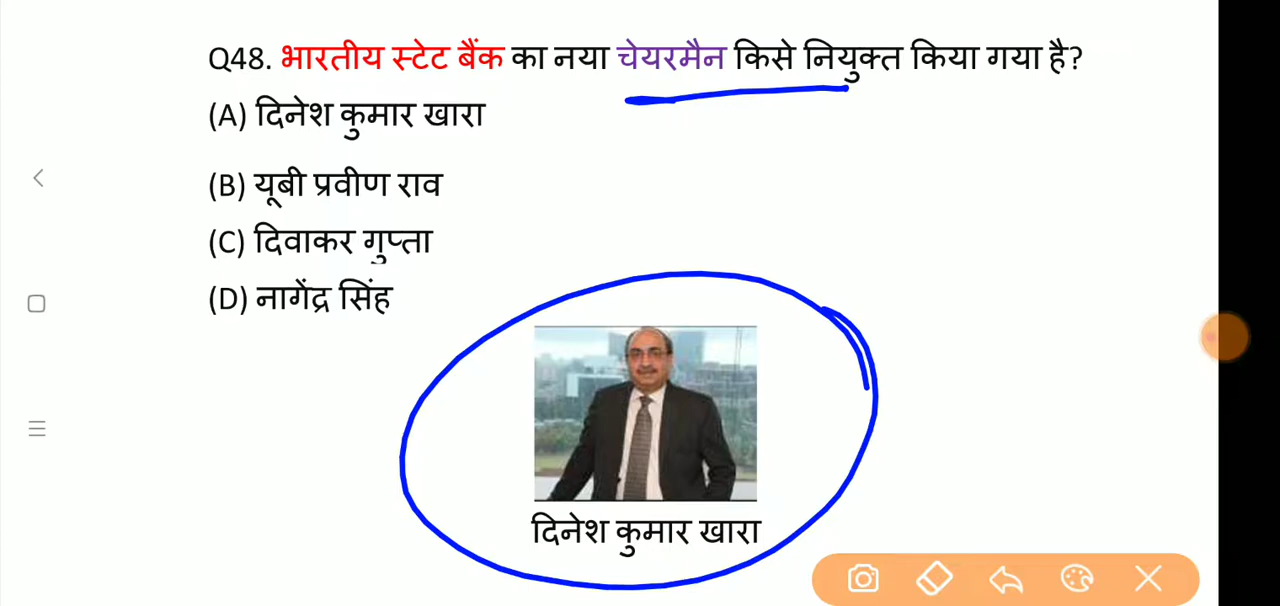 Q48. भारतीय स्टेट बैंक का नया चेयरमैन किसे नियुक्त किया गया है?
(A) दिनेश कुमार खारा
(B) यूबी प्रवीण राव
(C) दिवाकर गुप्ता
(D) नागेंद्र सिंह
दिनेश कुमार खारा